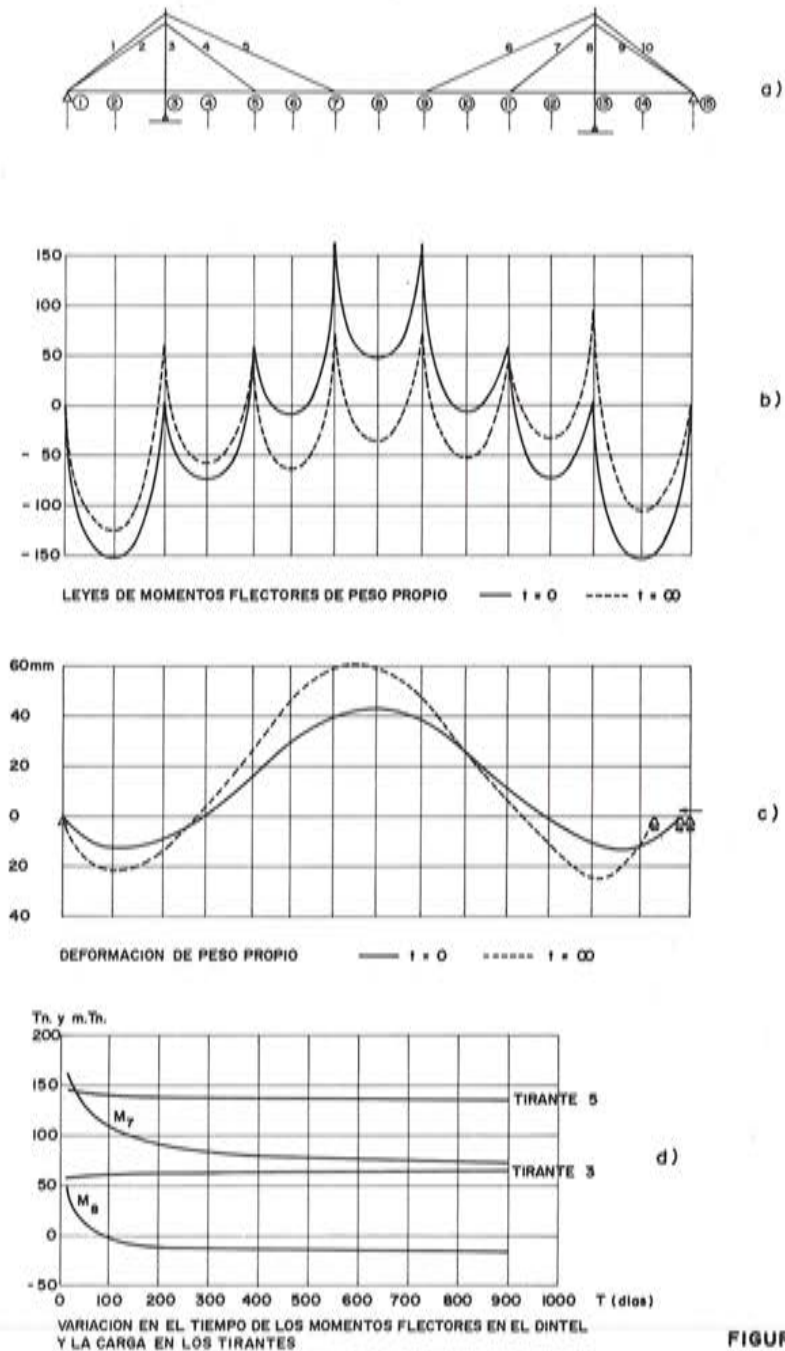 1 2 3 4 5 6 7 8 9 10
1 2 3 4 5 6 7 8 9 10 11 12 13 14 15
a)
150
100
50
0
- 50
-100
-150
b)
LEYES DE MOMENTOS FLECTORES DE PESO PROPIO t = 0 t = ∞
60mm
40
20
0
20
40
c)
DEFORMACION DE PESO PROPIO t = 0 t = ∞
Tn. y m.Tn.
200
150
100
50
0
-50
M7
M8
TIRANTE 5
TIRANTE 3
d)
0 100 200 300 400 500 600 700 800 900 1000 T (dias)
VARIACION EN EL TIEMPO DE LOS MOMENTOS FLECTORES EN EL DINTEL
Y LA CARGA EN LOS TIRANTES
FIGUR